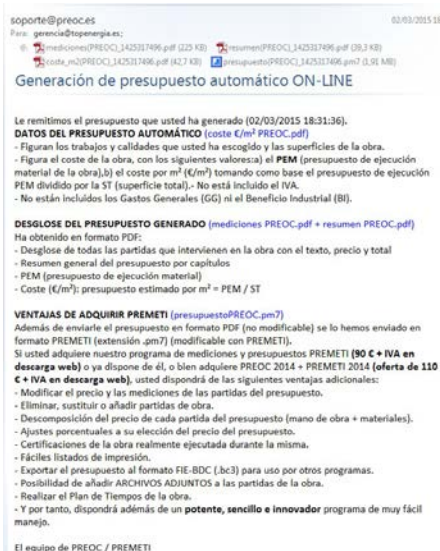 soporte@preoc.es 02/03/2015 18
Para: gerencia@topenergia.es;
mediciones(PREOC)_1425317496.pdf (225 KB) resumen(PREOC)_1425317496.pdf (39,3 KB)
coste_m2(PREOC)_1425317496.pdf (42,7 KB) presupuesto(PREOC)_1425317496.pm7 (1,91 MB)
Generación de presupuesto automático ON-LINE
Le remitimos el presupuesto que usted ha generado (02/03/2015 18:31:36).
DATOS DEL PRESUPUESTO AUTOMÁTICO (coste €/m² PREOC.pdf)
- Figuran los trabajos y calidades que usted ha escogido y las superficies de la obra.
- Figura el coste de la obra, con los siguientes valores:a) el PEM (presupuesto de ejecución
material de la obra),b) el coste por m² (€/m²) tomando como base el presupuesto de ejecución
PEM dividido por la ST (superficie total).- No está incluido el IVA.
- No están incluidos los Gastos Generales (GG) ni el Beneficio Industrial (BI).
DESGLOSE DEL PRESUPUESTO GENERADO (mediciones PREOC.pdf + resumen PREOC.pdf)
Ha obtenido en formato PDF:
- Desglose de todas las partidas que intervienen en la obra con el texto, precio y total
- Resumen general del presupuesto por capítulos
- PEM (presupuesto de ejecución material)
- Coste (€/m²): presupuesto estimado por m² = PEM / ST
VENTAJAS DE ADQUIRIR PREMETI (presupuestoPREOC.pm7)
Además de enviarle el presupuesto en formato PDF (no modificable) se lo hemos enviado en
formato PREMETI (extensión .pm7) (modificable con PREMETI).
Si usted adquiere nuestro programa de mediciones y presupuestos PREMETI (90 € + IVA en
descarga web) o ya dispone de él, o bien adquiere PREOC 2014 + PREMETI 2014 (oferta de 110
€ + IVA en descarga web), usted dispondrá de las siguientes ventajas adicionales:
- Modificar el precio y las mediciones de las partidas del presupuesto.
- Eliminar, sustituir o añadir partidas de obra.
- Descomposición del precio de cada partida del presupuesto (mano de obra + materiales).
- Ajustes porcentuales a su elección del precio del presupuesto.
- Certificaciones de la obra realmente ejecutada durante la misma.
- Fáciles listados de impresión.
- Exportar el presupuesto al formato FIE-BDC (.bc3) para uso por otros programas.
- Posibilidad de añadir ARCHIVOS ADJUNTOS a las partidas de la obra.
- Realizar el Plan de Tiempos de la obra.
- Y por tanto, dispondrá además de un potente, sencillo e innovador programa de muy fácil
manejo.
El equipo de PREOC / PREMETI